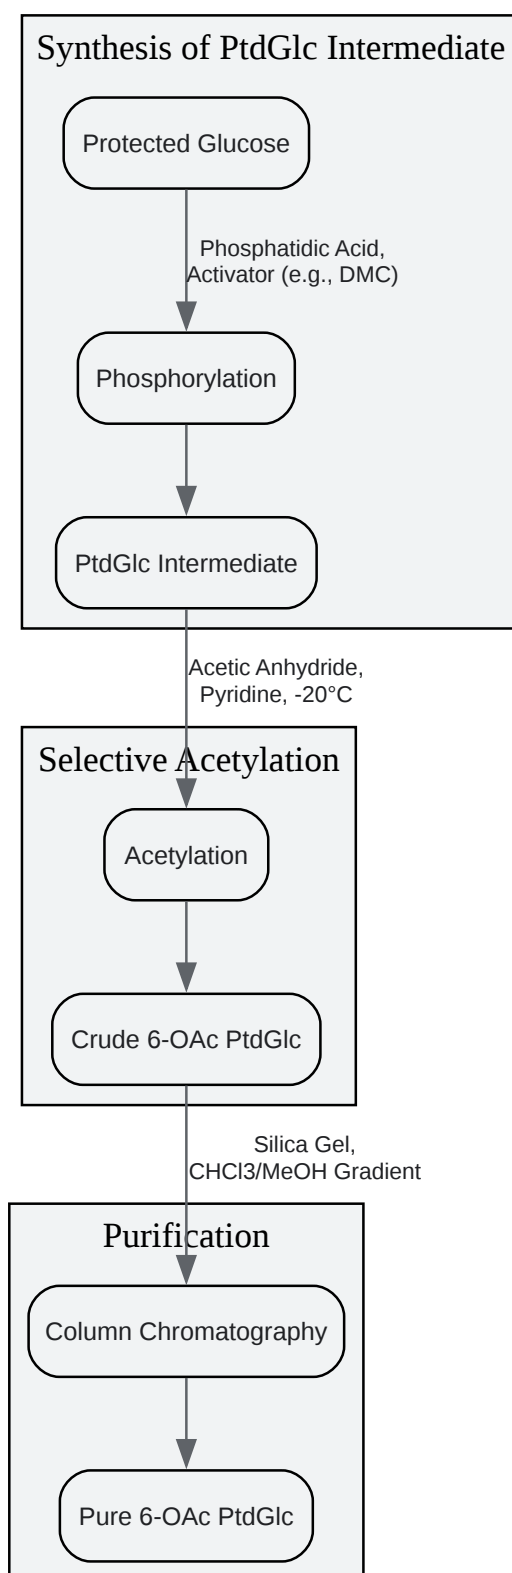 Synthesis of PtdGlc Intermediate
Protected Glucose
Phosphatidic Acid,
Activator (e.g., DMC)
Phosphorylation
PtdGlc Intermediate
Acetic Anhydride,
Pyridine, -20°C
Selective Acetylation
Acetylation
Crude 6-OAc PtdGlc
Silica Gel,
CHCl3/MeOH Gradient
Purification
Column Chromatography
Pure 6-OAc PtdGlc